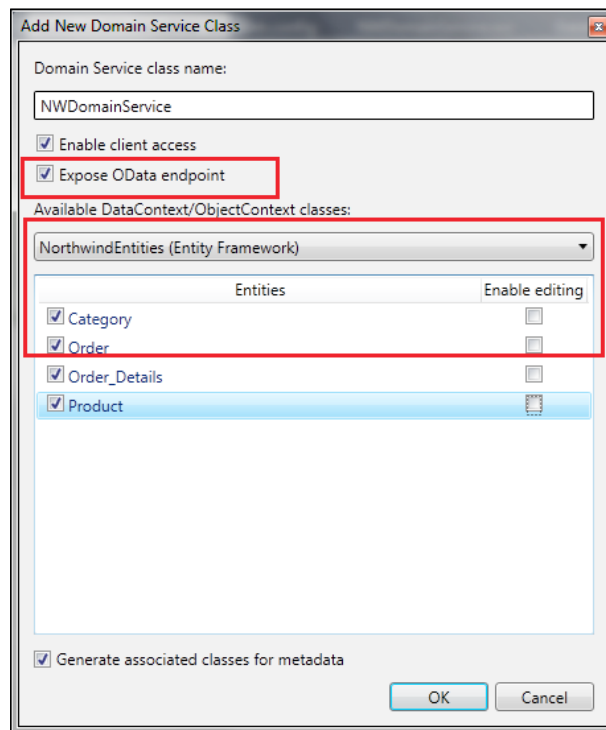 Add New Domain Service Class
Domain Service class name:
NWDomainService
Enable client access
Expose OData endpoint
Available DataContext/ObjectContext classes:
NorthwindEntities (Entity Framework)
Entities Enable editing
Category
Order
Order_Details
Product
Generate associated classes for metadata
OK Cancel